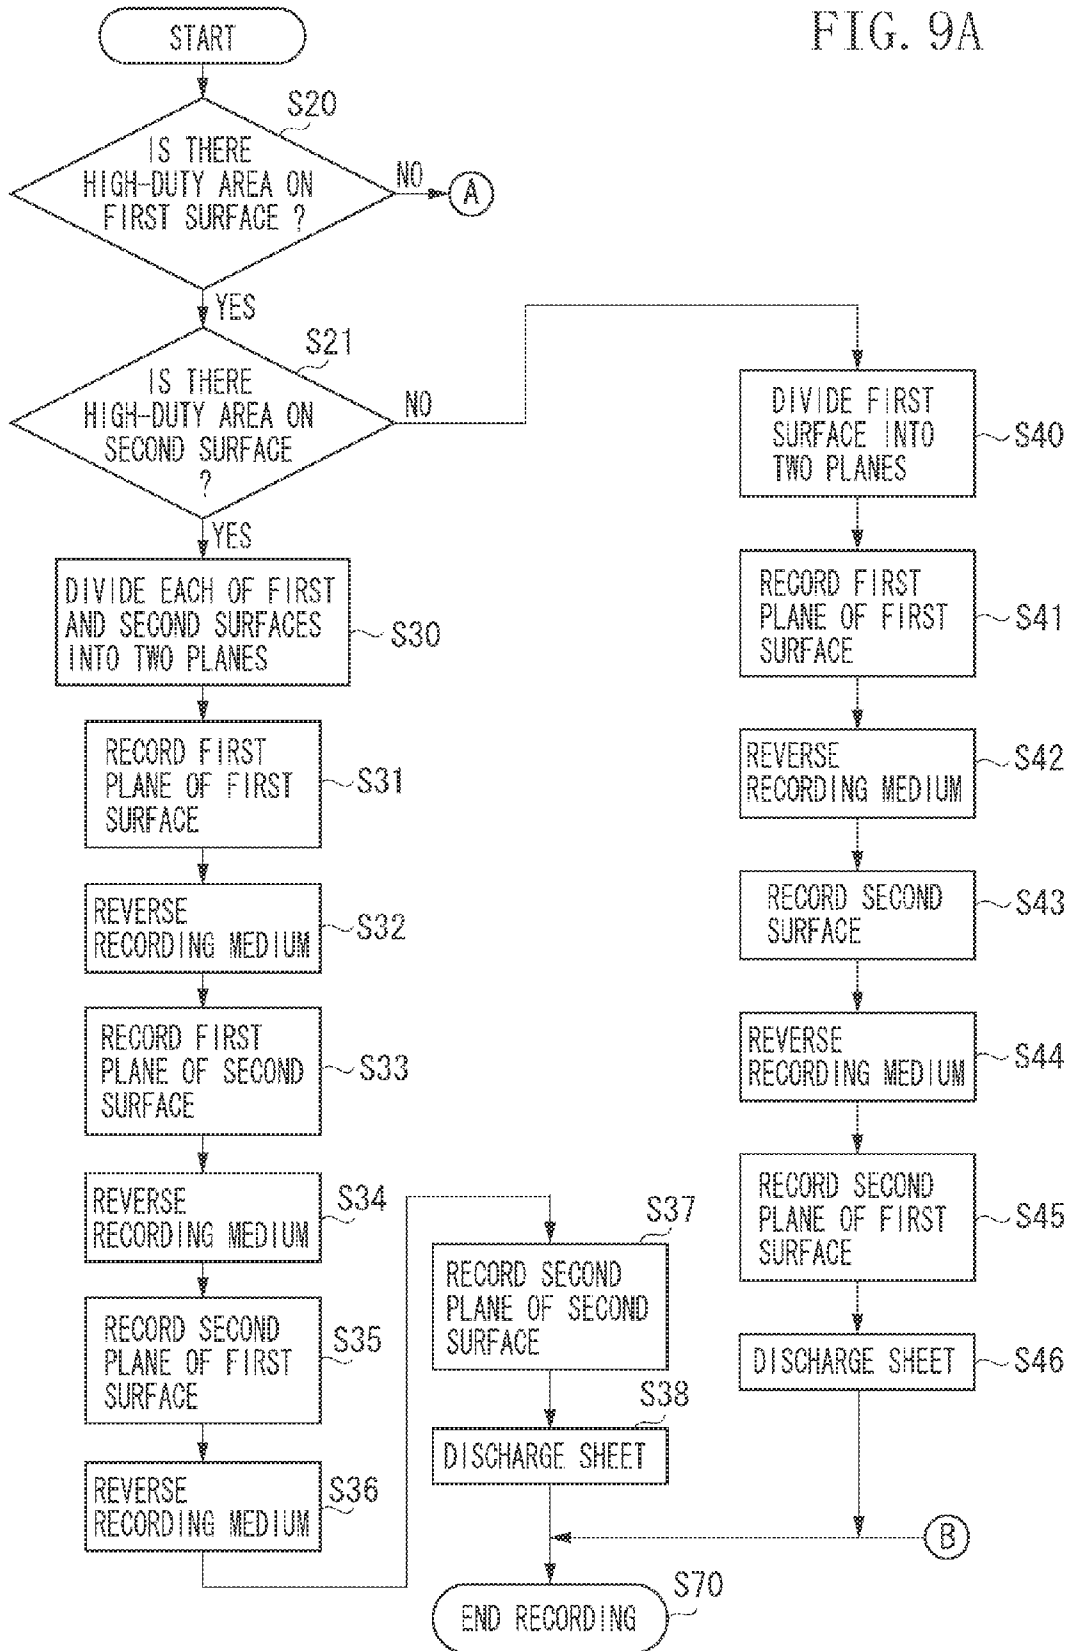 FIG. 9A
START
S20
IS THERE
HIGH-DUTY AREA ON
FIRST SURFACE ?
NO
A
YES
S21
IS THERE
HIGH-DUTY AREA ON
SECOND SURFACE
?
NO
YES
DIVIDE EACH OF FIRST
AND SECOND SURFACES
INTO TWO PLANES
S30
RECORD FIRST
PLANE OF FIRST
SURFACE
S31
REVERSE
RECORDING MEDIUM
S32
RECORD FIRST
PLANE OF SECOND
SURFACE
S33
REVERSE
RECORDING MEDIUM
S34
RECORD SECOND
PLANE OF FIRST
SURFACE
S35
REVERSE
RECORDING MEDIUM
S36
S37
RECORD SECOND
PLANE OF SECOND
SURFACE
S38
DISCHARGE SHEET
DIVIDE FIRST
SURFACE INTO
TWO PLANES
S40
RECORD FIRST
PLANE OF FIRST
SURFACE
S41
REVERSE
RECORDING MEDIUM
S42
RECORD SECOND
SURFACE
S43
REVERSE
RECORDING MEDIUM
S44
RECORD SECOND
PLANE OF FIRST
SURFACE
S45
DISCHARGE SHEET
S46
B
S70
END RECORDING